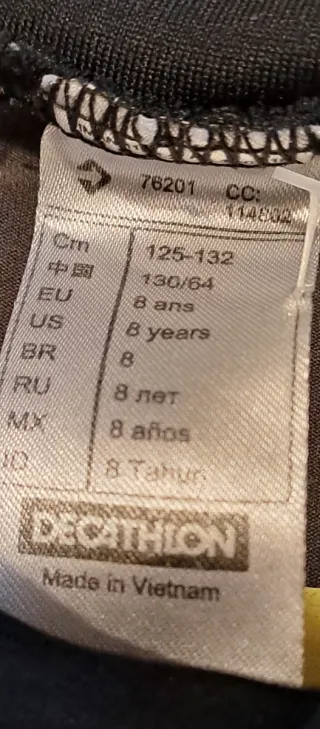 76201 CC:
Cm 125-132
中国 130/64
EU 8 ans
US 8 years
BR 8
RU 8 лет
MX 8 años
ID 8 Tahun
DECATHLON
Made in Vietnam